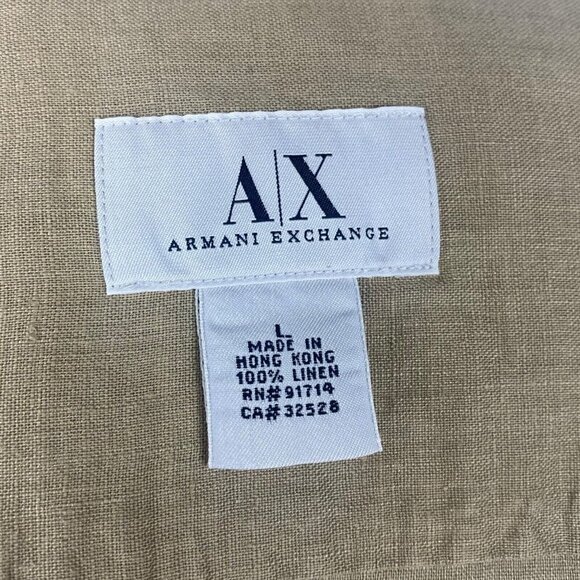 A|X
ARMANI EXCHANGE
L
MADE IN
HONG KONG
100% LINEN
RN#91714
CA#32528